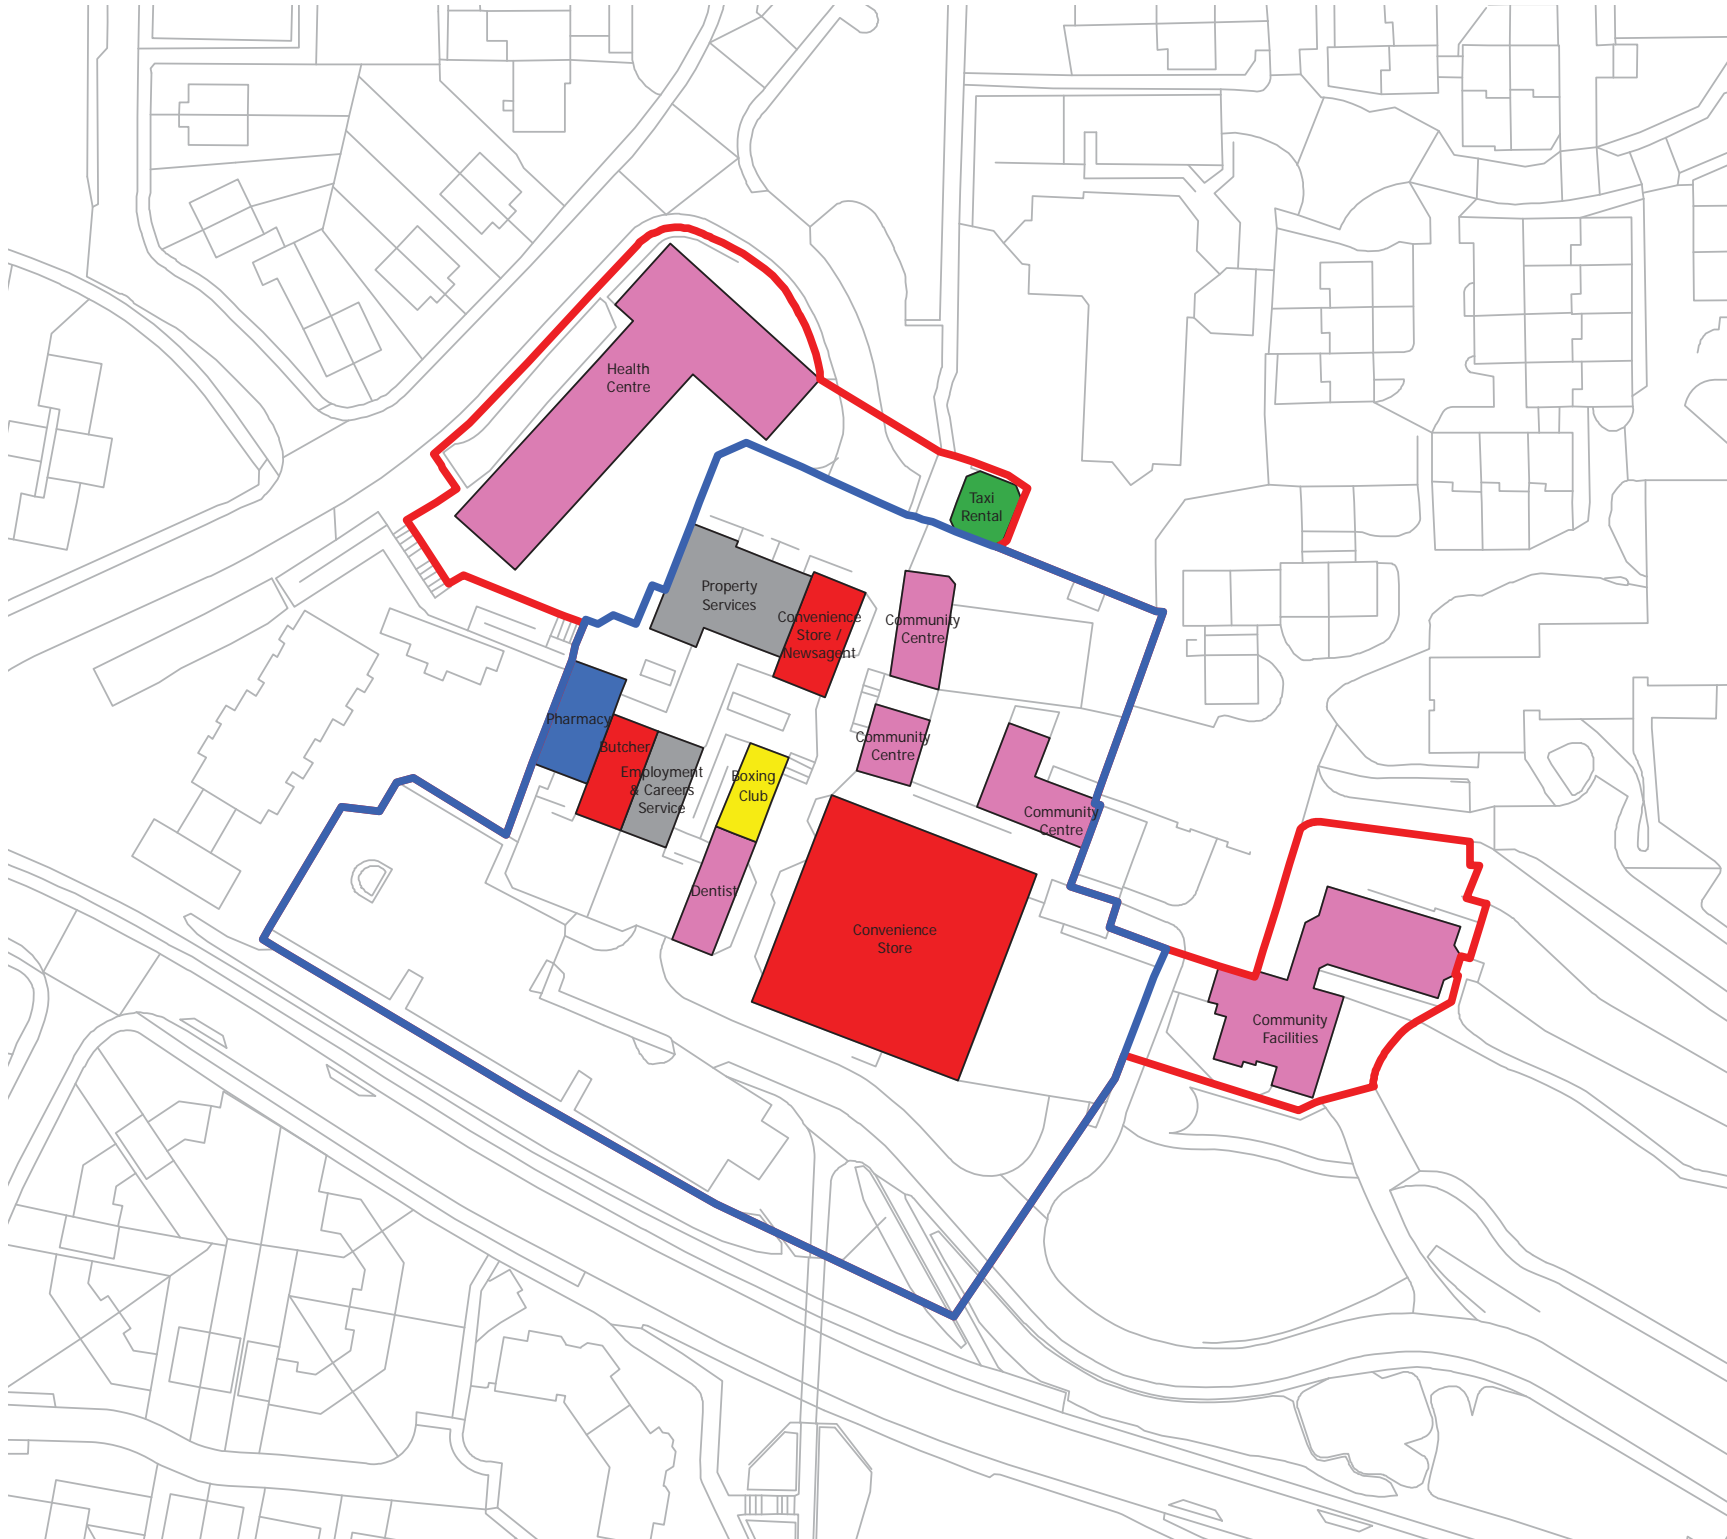 Health
Centre
Taxi
Rental
Property
Services
Convenience
Store /
Newsagent
Community
Centre
Pharmacy
Butcher
Employment
& Careers
Service
Boxing
Club
Community
Centre
Community
Centre
Dentist
Convenience
Store
Community
Facilities